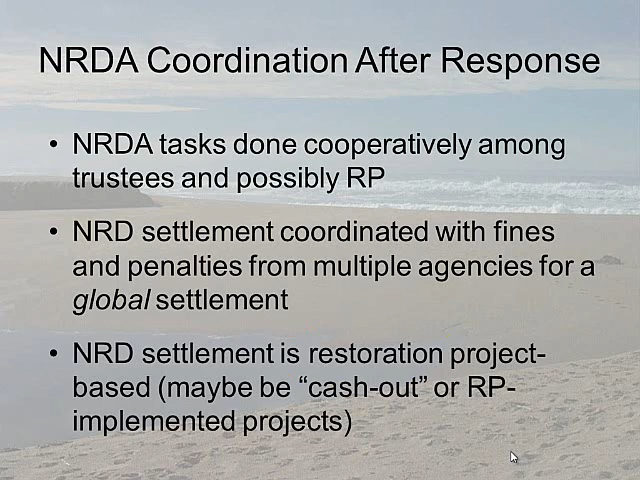 NRDA Coordination After Response
• NRDA tasks done cooperatively among
trustees and possibly RP
• NRD settlement coordinated with fines
and penalties from multiple agencies for a
global settlement
• NRD settlement is restoration project-
based (maybe be “cash-out” or RP-
implemented projects)